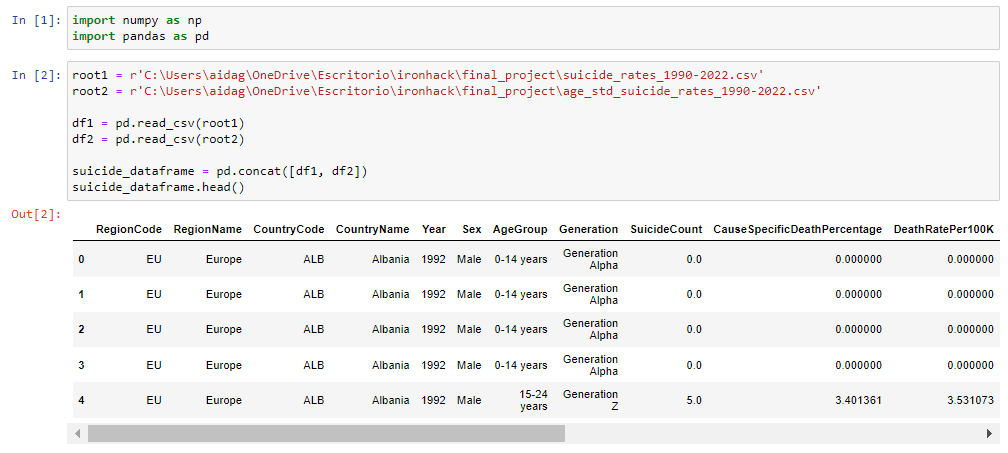 In [1]: import numpy as np
import pandas as pd
In [2]: root1 = r'C:\Users\aidag\OneDrive\Escritorio\ironhack\final_project\suicide_rates_1990-2022.csv'
root2 = r'C:\Users\aidag\OneDrive\Escritorio\ironhack\final_project\age_std_suicide_rates_1990-2022.csv'
df1 = pd.read_csv(root1)
df2 = pd.read_csv(root2)
suicide_dataframe = pd.concat([df1, df2])
suicide_dataframe.head()
Out[2]:
RegionCode RegionName CountryCode CountryName Year Sex AgeGroup Generation SuicideCount CauseSpecificDeathPercentage DeathRatePer100K
0 EU Europe ALB Albania 1992 Male 0-14 years Generation Alpha 0.0 0.000000 0.000000
1 EU Europe ALB Albania 1992 Male 0-14 years Generation Alpha 0.0 0.000000 0.000000
2 EU Europe ALB Albania 1992 Male 0-14 years Generation Alpha 0.0 0.000000 0.000000
3 EU Europe ALB Albania 1992 Male 0-14 years Generation Alpha 0.0 0.000000 0.000000
4 EU Europe ALB Albania 1992 Male 15-24 years Generation Z 5.0 3.401361 3.531073